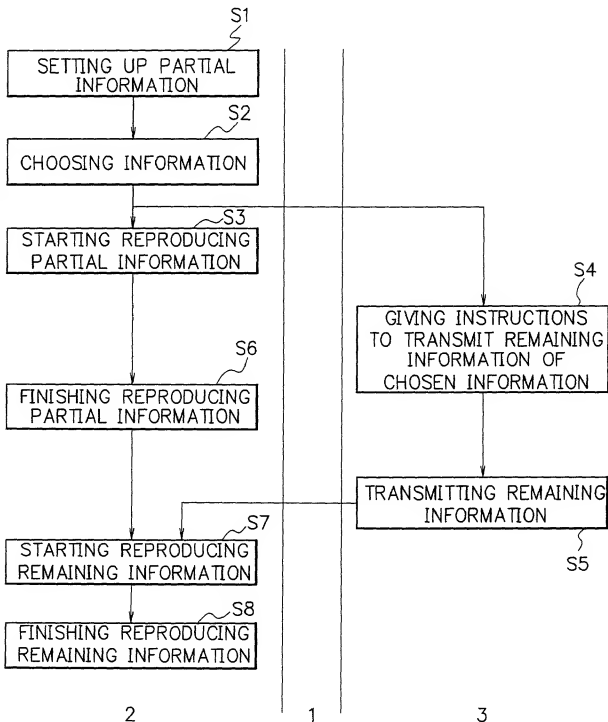 S1
SETTING UP PARTIAL
INFORMATION
S2
CHOOSING INFORMATION
S3
STARTING REPRODUCING
PARTIAL INFORMATION
S4
GIVING INSTRUCTIONS
TO TRANSMIT REMAINING
INFORMATION OF
CHOSEN INFORMATION
S6
FINISHING REPRODUCING
PARTIAL INFORMATION
TRANSMITTING REMAINING
INFORMATION
S5
S7
STARTING REPRODUCING
REMAINING INFORMATION
S8
FINISHING REPRODUCING
REMAINING INFORMATION
2 1 3